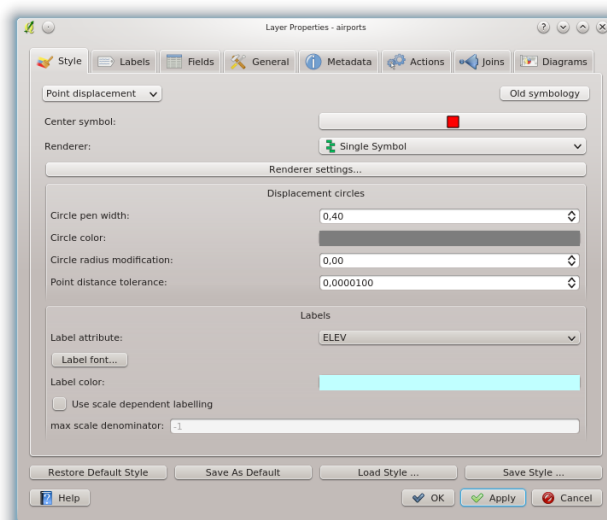 Layer Properties - airports
Style Labels Fields General Metadata Actions Joins Diagrams
Point displacement Old symbology
Center symbol:
Renderer: Single Symbol
Renderer settings...
Displacement circles
Circle pen width: 0,40
Circle color:
Circle radius modification: 0,00
Point distance tolerance: 0,0000100
Labels
Label attribute: ELEV
Label font...
Label color:
Use scale dependent labelling
max scale denominator: -1
Restore Default Style Save As Default Load Style ... Save Style ...
Help OK Apply Cancel